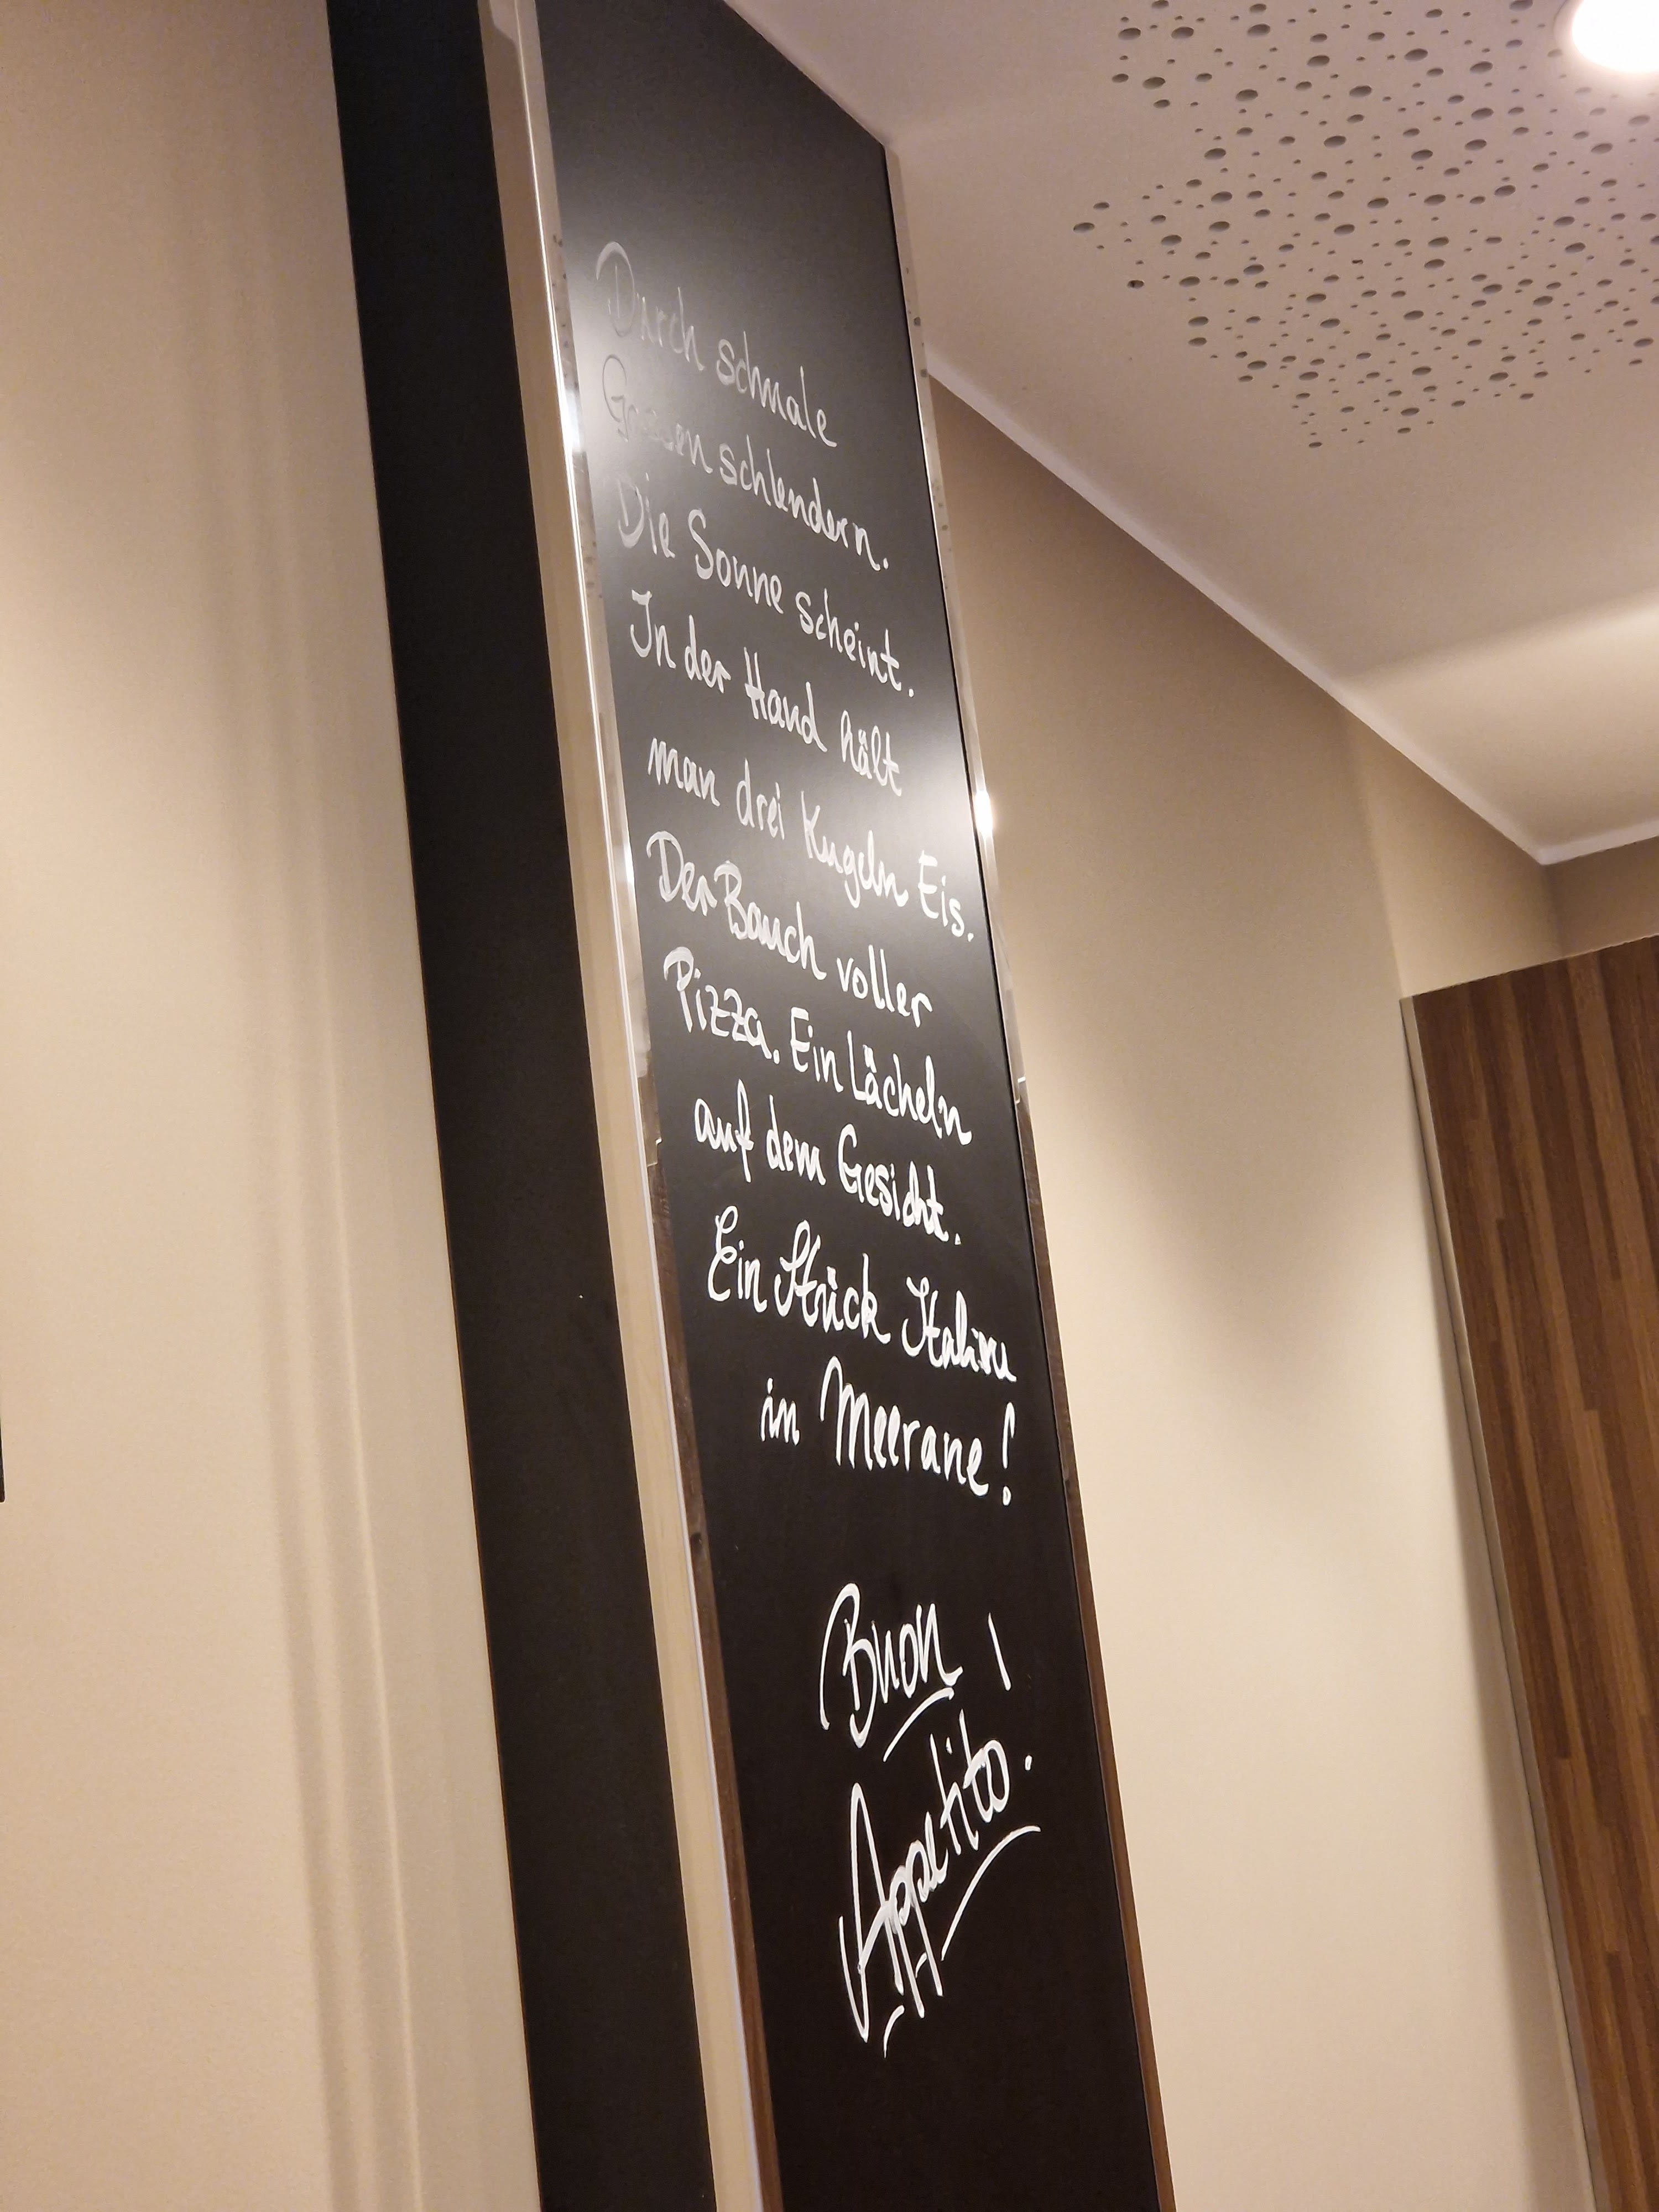 Durch schmale
Gassen schlendern.
Die Sonne scheint.
In der Hand hält
man drei Kugeln Eis.
Der Bauch voller
Pizza. Ein Lächeln
auf dem Gesicht.
Ein Stück Italien
in Meerane!
Buon
Appetito!